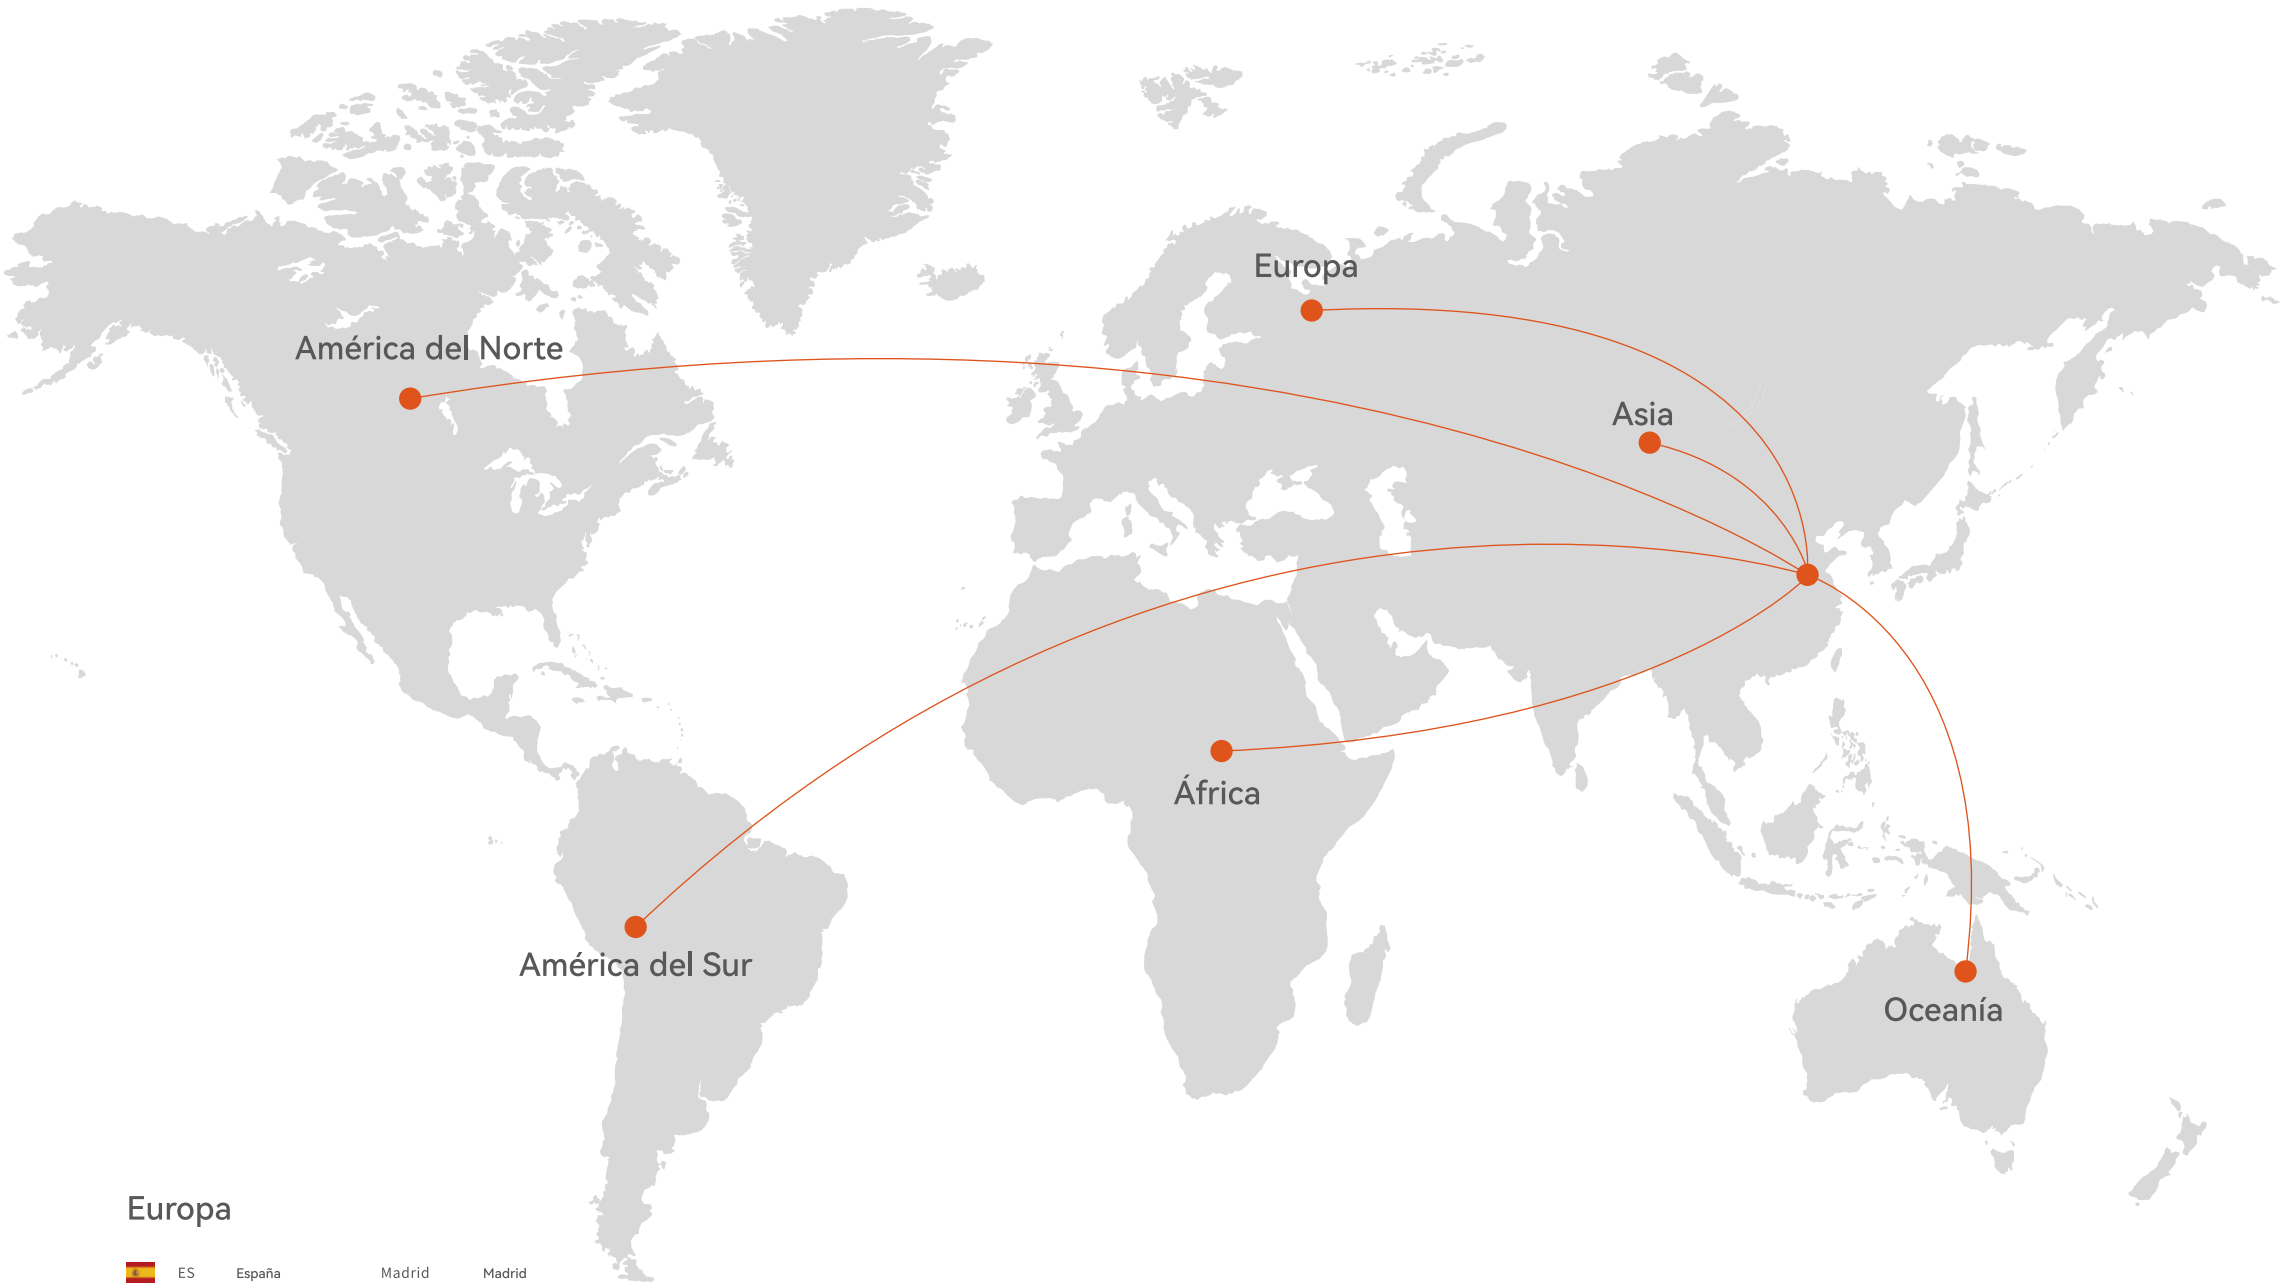 Europa
América del Norte
Asia
África
América del Sur
Oceanía
Europa
ES España Madrid Madrid